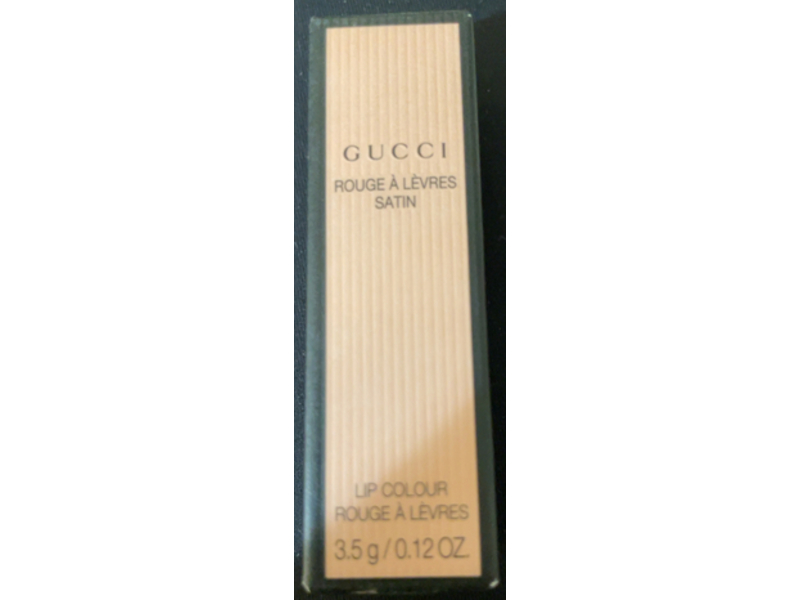 GUCCI
ROUGE À LÈVRES
SATIN
LIP COLOUR
ROUGE À LÈVRES
3.5 g / 0.12 OZ.